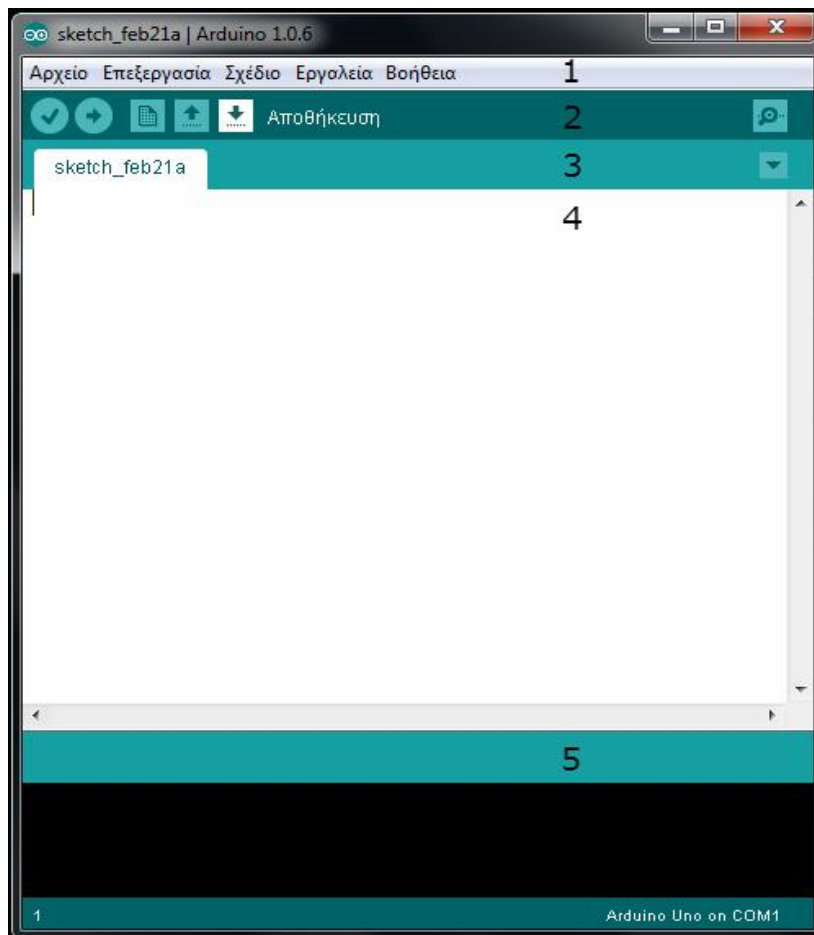 sketch_feb21a | Arduino 1.0.6
Αρχείο Επεξεργασία Σχέδιο Εργαλεία Βοήθεια 1
Αποθήκευση 2
sketch_feb21a 3
4
5
1 Arduino Uno on COM1